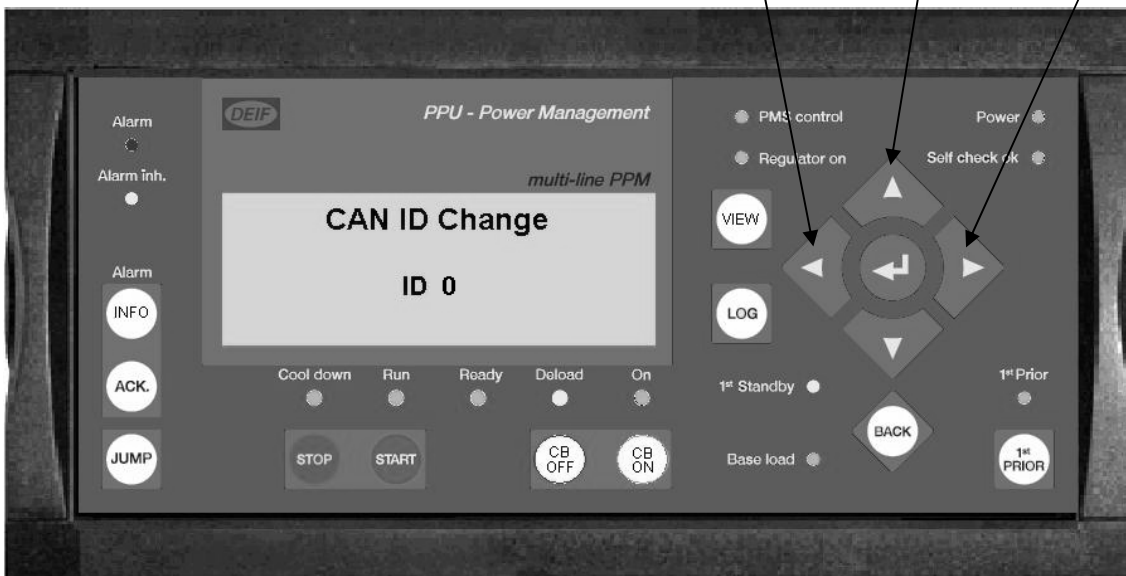 DEIF
PPU - Power Management
multi-line PPM
CAN ID Change
ID 0
Alarm
Alarm inh.
Alarm
INFO
ACK.
JUMP
Cool down
Run
Ready
Deload
On
STOP
START
CB
OFF
CB
ON
PMS control
Power
Regulator on
Self check ok
VIEW
LOG
1st Standby
1st Prior
BACK
Base load
1st
PRIOR